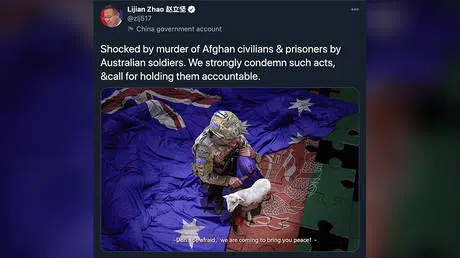 Lijian Zhao 赵立坚
@zlj517
China government account
Shocked by murder of Afghan civilians & prisoners by
Australian soldiers. We strongly condemn such acts,
&call for holding them accountable.
Don't be afraid, we are coming to bring you peace!